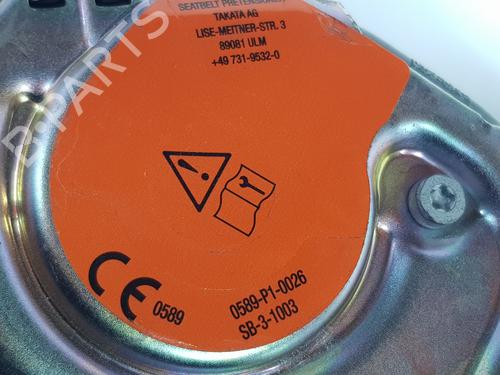 SEATBELT PRETENSIONER
TAKATA AG
LISE-MEITNER-STR. 3
89081 ULM
+49 731-9532-0
CE 0589
0589-P1-0026
SB-3-1003
B-PARTS